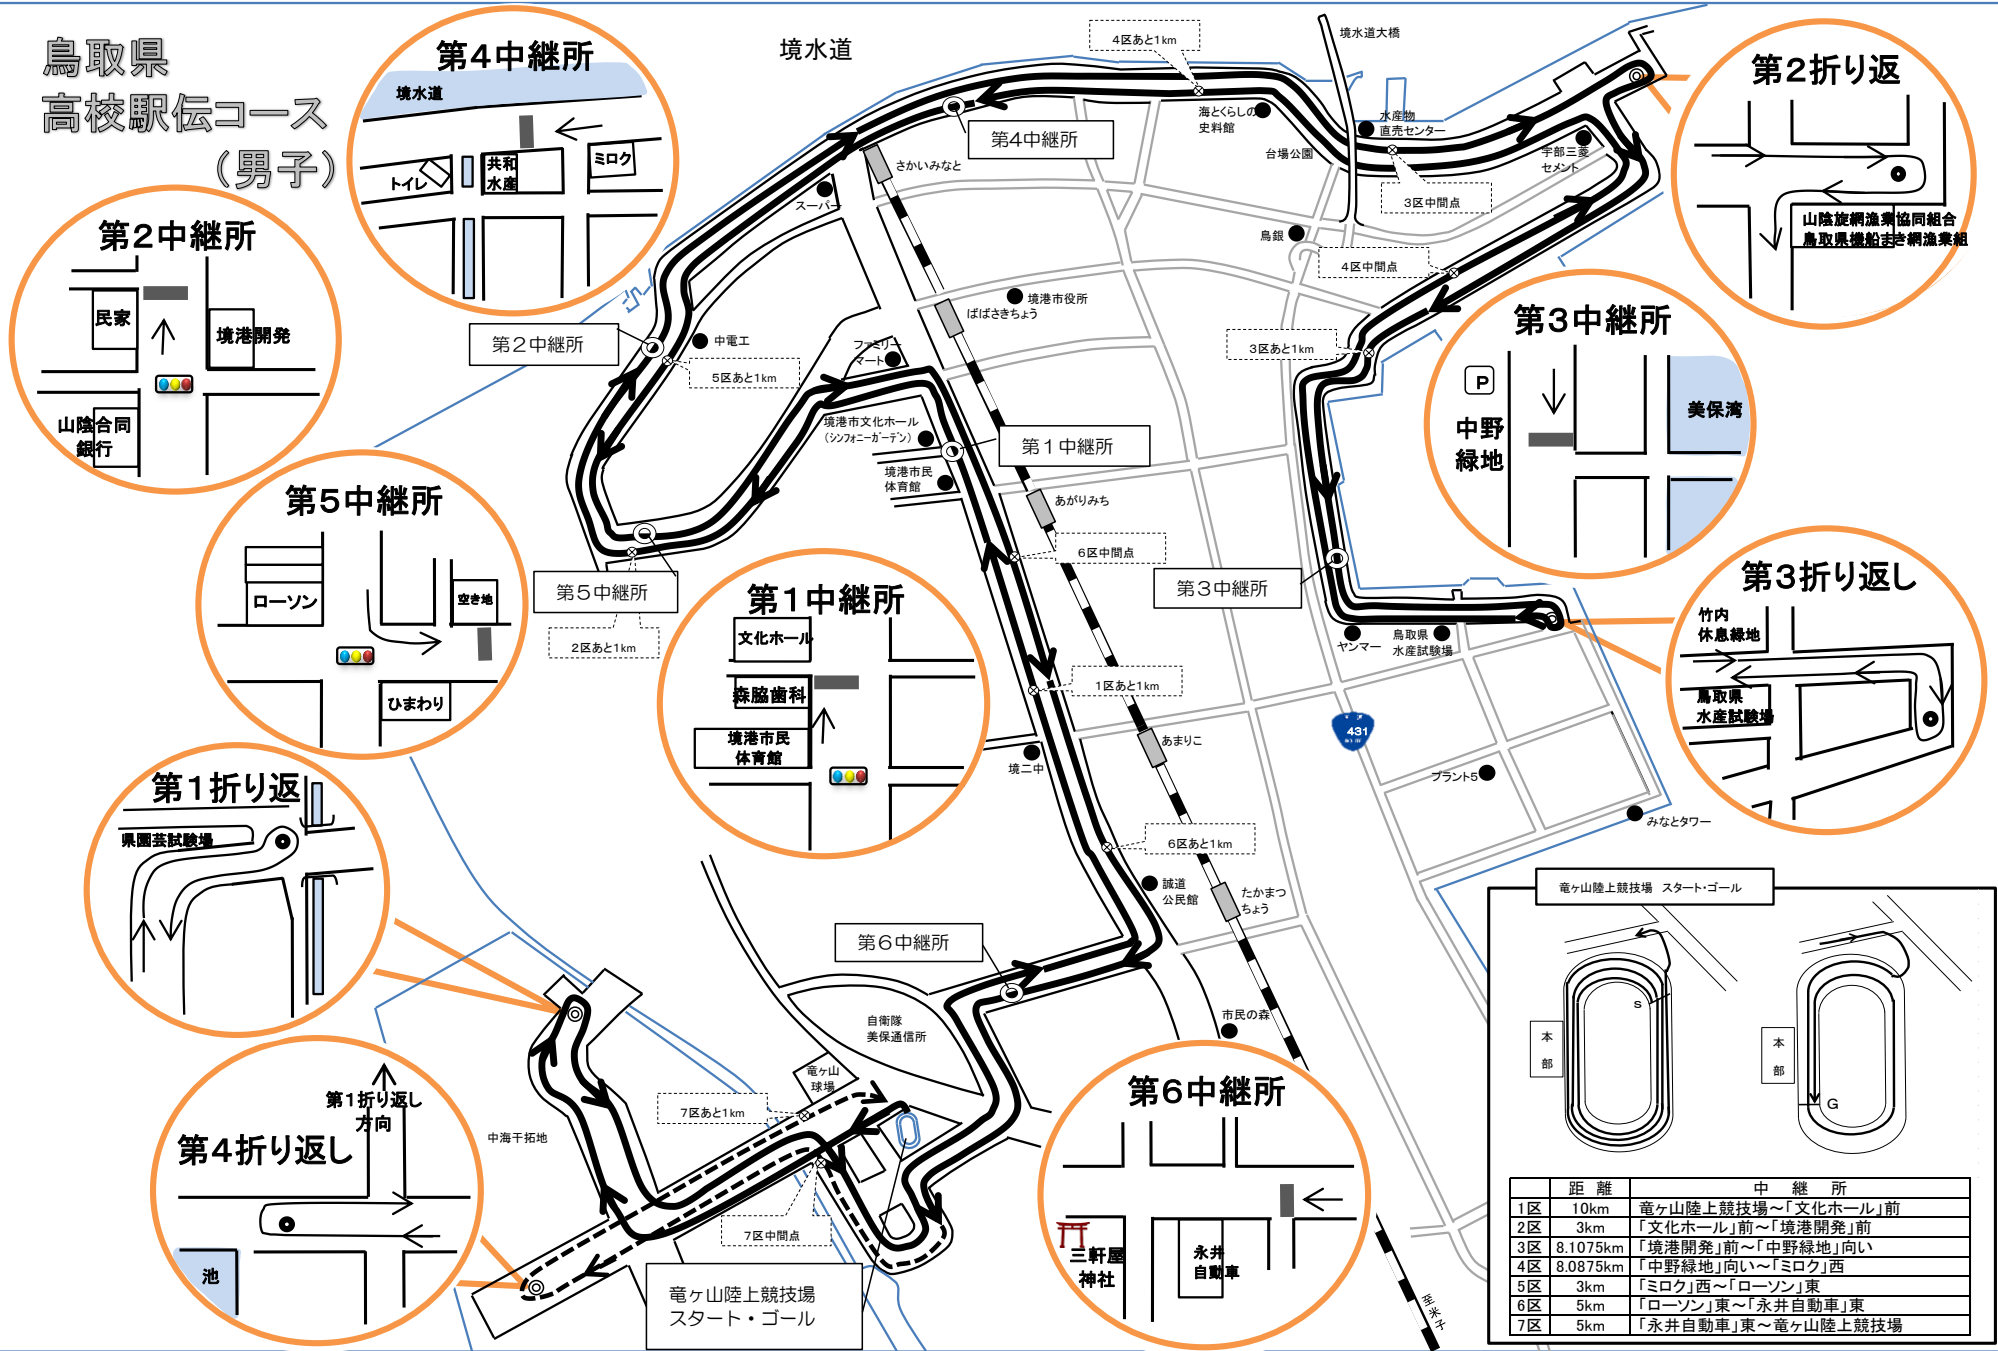 鳥取県
高校駅伝コース
（男子）
第4中継所
境水道
トイレ
共和
水産
ミロク
第2中継所
民家
境港開発
山陰合同
銀行
第5中継所
ローソン
空き地
ひまわり
第1折り返
県園芸試験場
第4折り返し
第1折り返し
方向
池
第1中継所
文化ホール
森脇歯科
境港市民
体育館
第6中継所
三軒屋
神社
永井
自動車
第2折り返
山陰旋網漁業協同組合
鳥取県機船まき網漁業組
第3中継所
P
中野
緑地
美保湾
第3折り返し
竹内
休息緑地
鳥取県
水産試験場
境水道
4区あと1km
境水道大橋
海とくらしの
史料館
水産物
直売センター
第4中継所
台場公園
宇部三菱
セメント
さかいみなと
スーパー
3区中間点
鳥銀
4区中間点
境港市役所
ばばさきちょう
第2中継所
中電工
ファミリー
マート
5区あと1km
3区あと1km
境港市文化ホール
（シンフォニーガーデン）
第1中継所
境港市民
体育館
あがりみち
6区中間点
第5中継所
第3中継所
2区あと1km
ヤンマー
鳥取県
水産試験場
1区あと1km
431
あまりこ
境二中
プラント5
みなとタワー
6区あと1km
誠道
公民館
たかまつ
ちょう
第6中継所
自衛隊
美保通信所
市民の森
竜ヶ山
球場
7区あと1km
中海干拓地
7区中間点
竜ヶ山陸上競技場
スタート・ゴール
至米子
竜ヶ山陸上競技場　スタート・ゴール
S
本部
本部
G
距離 中継所
1区 10km 竜ヶ山陸上競技場～「文化ホール」前
2区 3km 「文化ホール」前～「境港開発」前
3区 8.1075km 「境港開発」前～「中野緑地」向い
4区 8.0875km 「中野緑地」向い～「ミロク」西
5区 3km 「ミロク」西～「ローソン」東
6区 5km 「ローソン」東～「永井自動車」東
7区 5km 「永井自動車」東～竜ヶ山陸上競技場